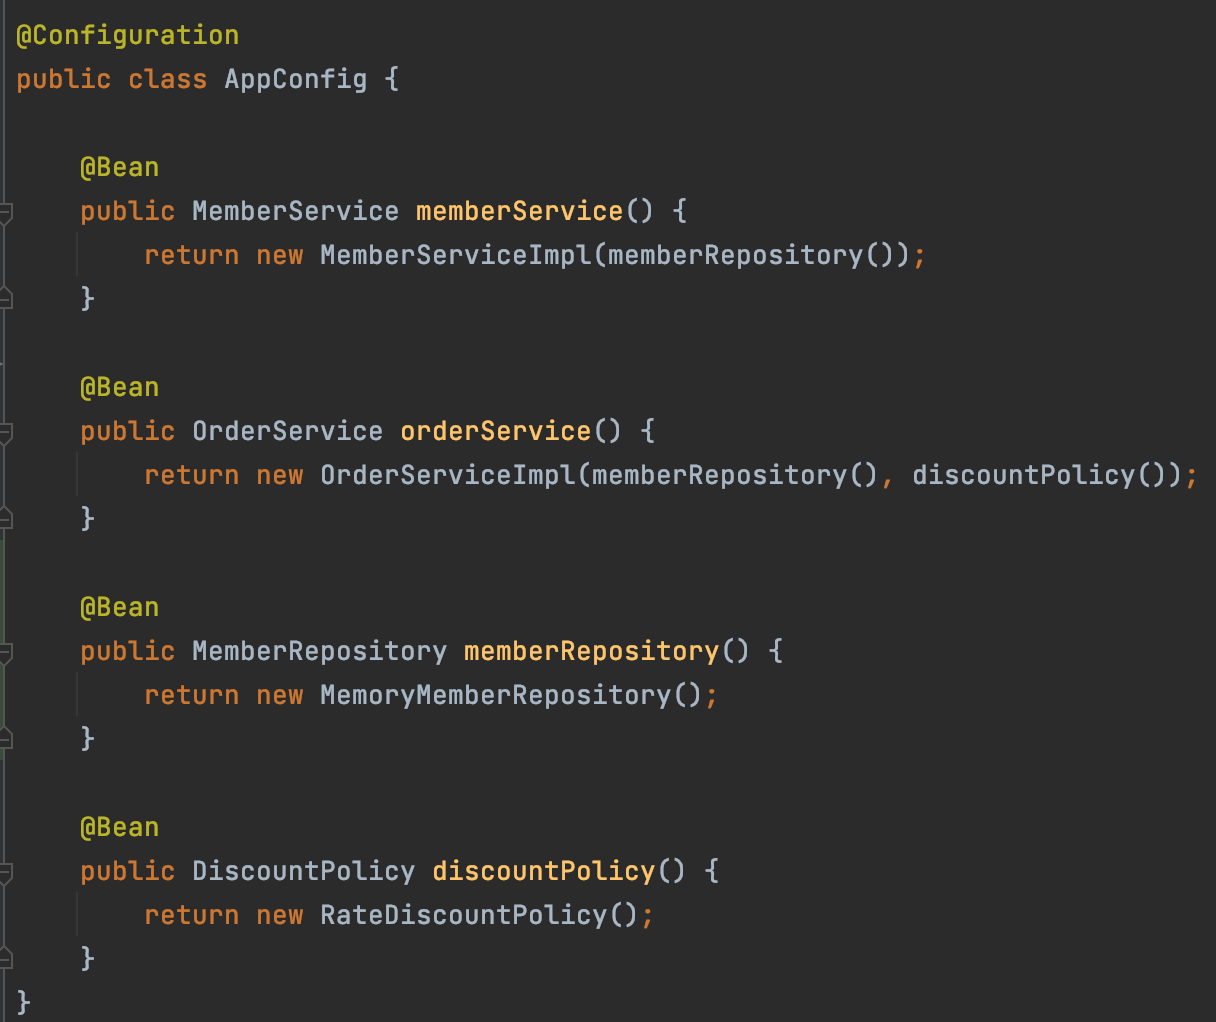 @Configuration
public class AppConfig {
@Bean
public MemberService memberService() {
return new MemberServiceImpl(memberRepository());
}
@Bean
public OrderService orderService() {
return new OrderServiceImpl(memberRepository(), discountPolicy());
}
@Bean
public MemberRepository memberRepository() {
return new MemoryMemberRepository();
}
@Bean
public DiscountPolicy discountPolicy() {
return new RateDiscountPolicy();
}
}